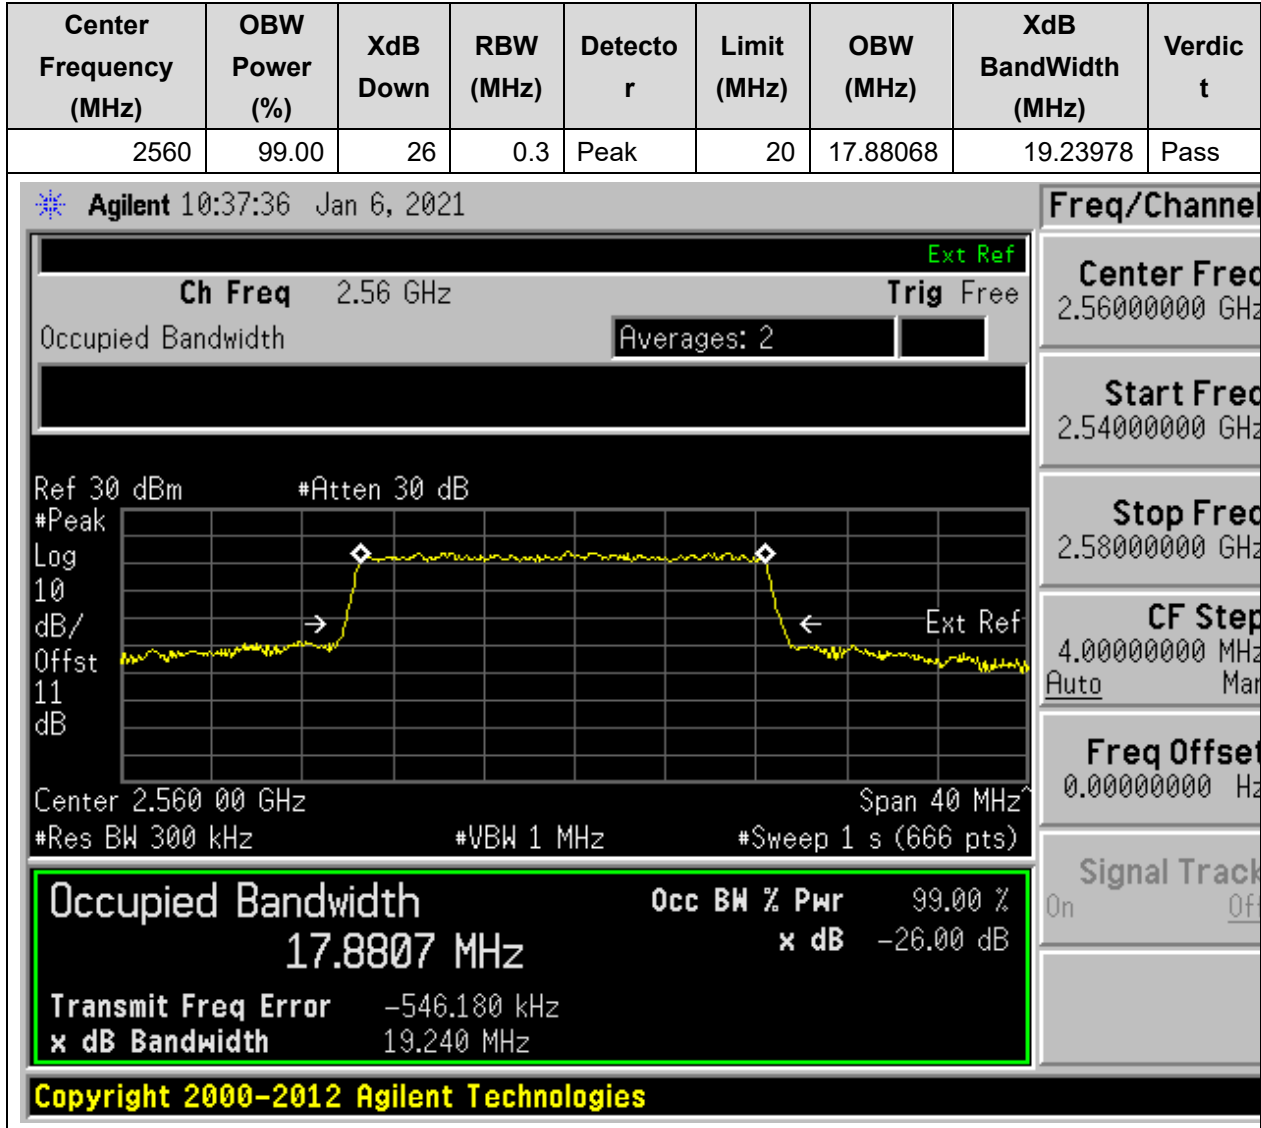 Center Frequency (MHz) OBW Power (%) XdB Down RBW (MHz) Detector Limit (MHz) OBW (MHz) XdB BandWidth (MHz) Verdict
2560 99.00 26 0.3 Peak 20 17.88068 19.23978 Pass
Agilent 10:37:36 Jan 6, 2021
Freq/Channel
Ext Ref
Ch Freq 2.56 GHz Trig Free
Occupied Bandwidth Averages: 2
Center Freq
2.56000000 GHz
Start Freq
2.54000000 GHz
Stop Freq
2.58000000 GHz
CF Step
4.00000000 MHz
Auto Man
Freq Offset
0.00000000 Hz
Signal Track
On Off
Ref 30 dBm #Atten 30 dB
#Peak
Log
10
dB/
Offst
11
dB
Ext Ref
Center 2.560 00 GHz Span 40 MHz^
#Res BW 300 kHz #VBW 1 MHz #Sweep 1 s (666 pts)
Occupied Bandwidth Occ BW % Pwr 99.00 %
17.8807 MHz x dB -26.00 dB
Transmit Freq Error -546.180 kHz
x dB Bandwidth 19.240 MHz
Copyright 2000-2012 Agilent Technologies